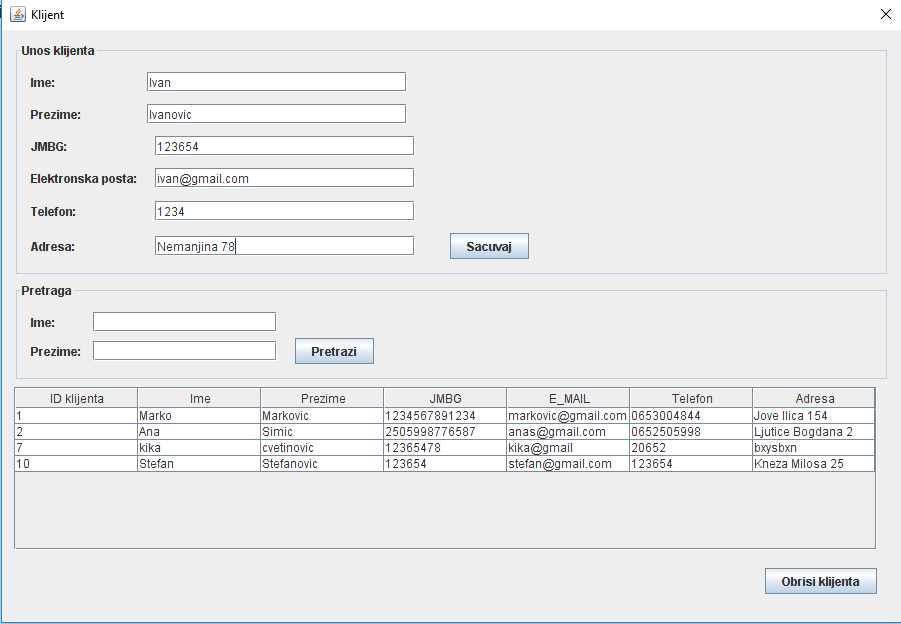 Klijent
Unos klijenta
Ime: Ivan
Prezime: Ivanovic
JMBG: 123654
Elektronska posta: ivan@gmail.com
Telefon: 1234
Adresa: Nemanjina 78 Sacuvaj
Pretraga
Ime:
Prezime: Pretrazi
ID klijenta Ime Prezime JMBG E_MAIL Telefon Adresa
1 Marko Markovic 1234567891234 markovic@gmail.com 0653004844 Jove Ilica 154
2 Ana Simic 2505998776587 anas@gmail.com 0652505998 Ljutice Bogdana 2
7 kika cvetinovic 12365478 kika@gmail 20652 bxysbxn
10 Stefan Stefanovic 123654 stefan@gmail.com 123654 Kneza Milosa 25
Obrisi klijenta